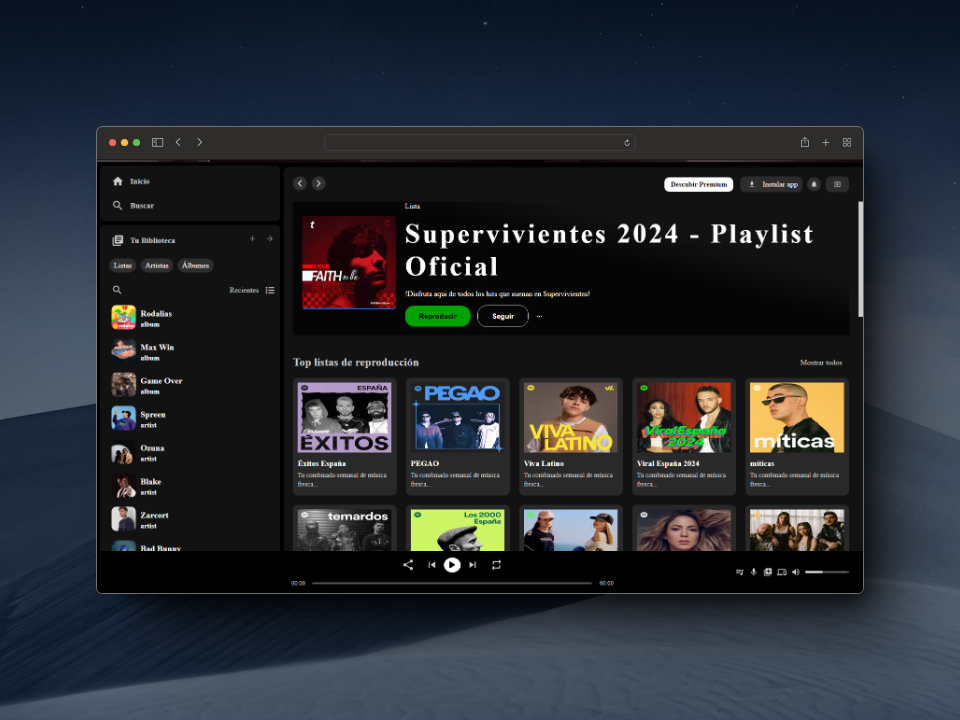 Inicio
Buscar
Tu Biblioteca
Listas
Artistas
Álbumes
Recientes
Rodalias
album
Max Win
album
Game Over
album
Spreen
artist
Ozuna
artist
Blake
artist
Zarcort
artist
Bad Bunny
Descubir Premium
Instalar app
Lista
Supervivientes 2024 - Playlist
Oficial
!Disfruta aqui de todos los hits que suenan en Supervivientes!
Reproducir
Seguir
...
t
FAITH
Top listas de reproducción
Mostrar todos
ESPAÑA
ÉXITOS
Éxitos España
Tu combinado semanal de música
fresca...
PEGAO
PEGAO
Tu combinado semanal de música
fresca...
VIVA
LATINO
Viva Latino
Tu combinado semanal de música
fresca...
Viral España
2024
Viral España 2024
Tu combinado semanal de música
fresca...
míticas
míticas
Tu combinado semanal de música
fresca...
temardos
Los 2000
España
00:00
00:00